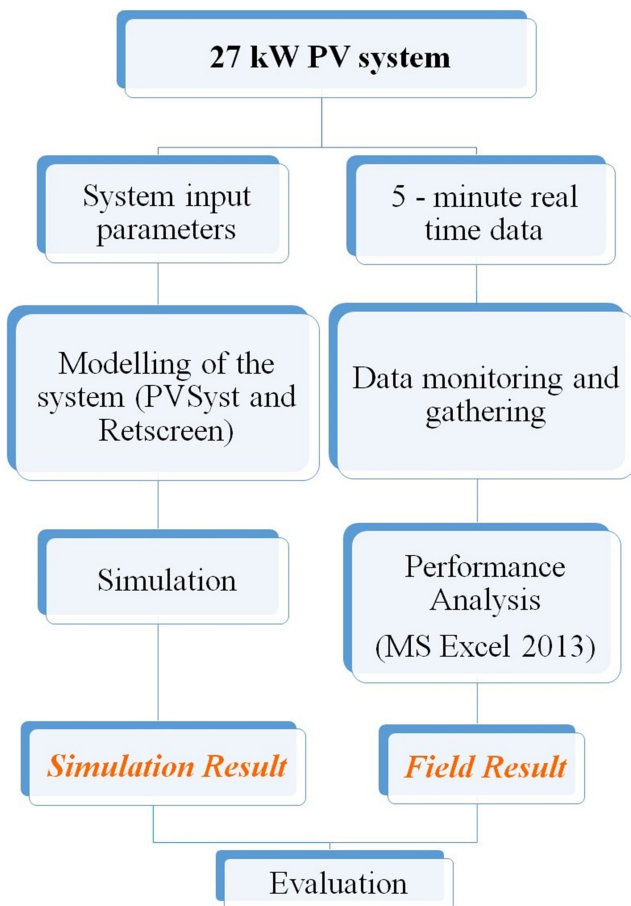 27 kW PV system
System input
parameters
5 - minute real
time data
Modelling of the
system (PVSyst and
Retscreen)
Data monitoring and
gathering
Simulation
Performance
Analysis
(MS Excel 2013)
Simulation Result
Field Result
Evaluation